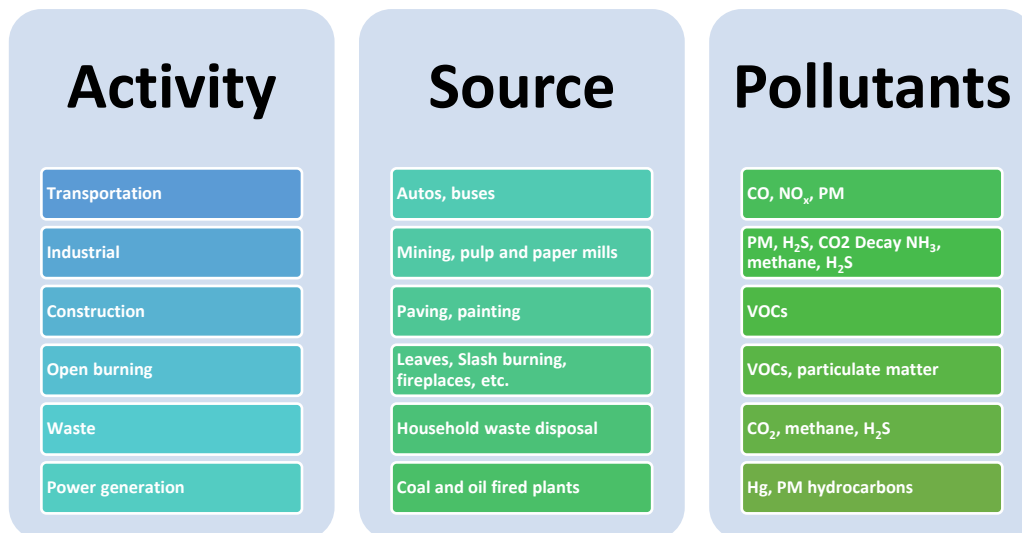 Activity
Transportation
Industrial
Construction
Open burning
Waste
Power generation
Source
Autos, buses
Mining, pulp and paper mills
Paving, painting
Leaves, Slash burning,
fireplaces, etc.
Household waste disposal
Coal and oil fired plants
Pollutants
CO, NOₓ, PM
PM, H₂S, CO2 Decay NH₃,
methane, H₂S
VOCs
VOCs, particulate matter
CO₂, methane, H₂S
Hg, PM hydrocarbons